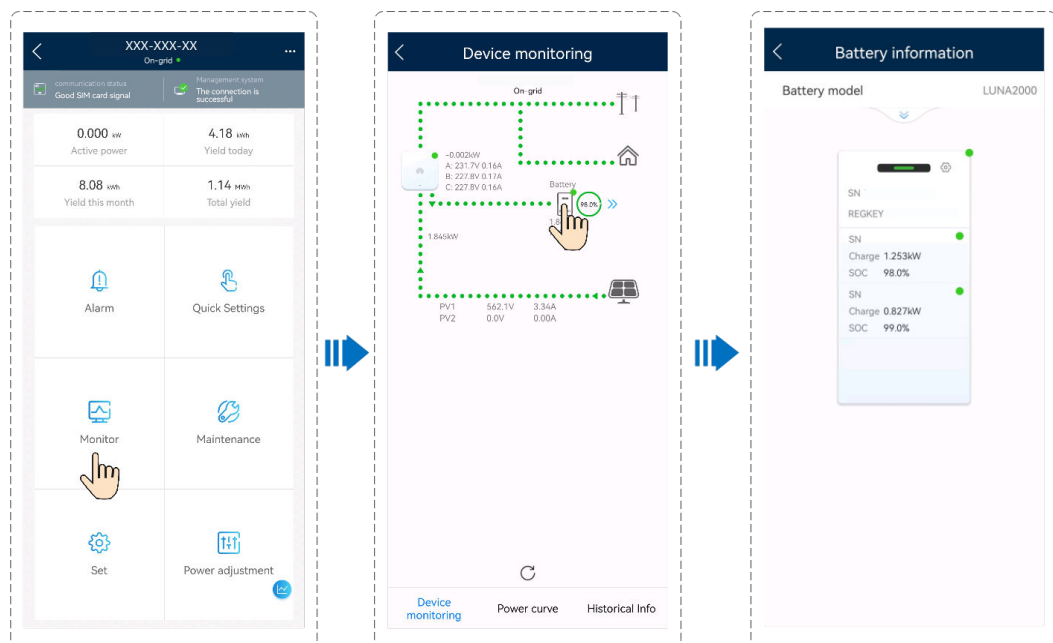 XXX-XXX-XX
On-grid
communication status
Good SIM card signal
Management system
The connection is
successful
0.000 kW
Active power
4.18 kWh
Yield today
8.08 kWh
Yield this month
1.14 MWh
Total yield
Alarm
Quick Settings
Monitor
Maintenance
Set
Power adjustment
Device monitoring
On-grid
-0.002kW
A: 231.7V 0.16A
B: 227.8V 0.17A
C: 227.8V 0.16A
Battery
98.0%
1.845kW
PV1 562.1V 3.34A
PV2 0.0V 0.00A
Device
monitoring
Power curve
Historical Info
Battery information
Battery model LUNA2000
SN
REGKEY
SN
Charge 1.253kW
SOC 98.0%
SN
Charge 0.827kW
SOC 99.0%